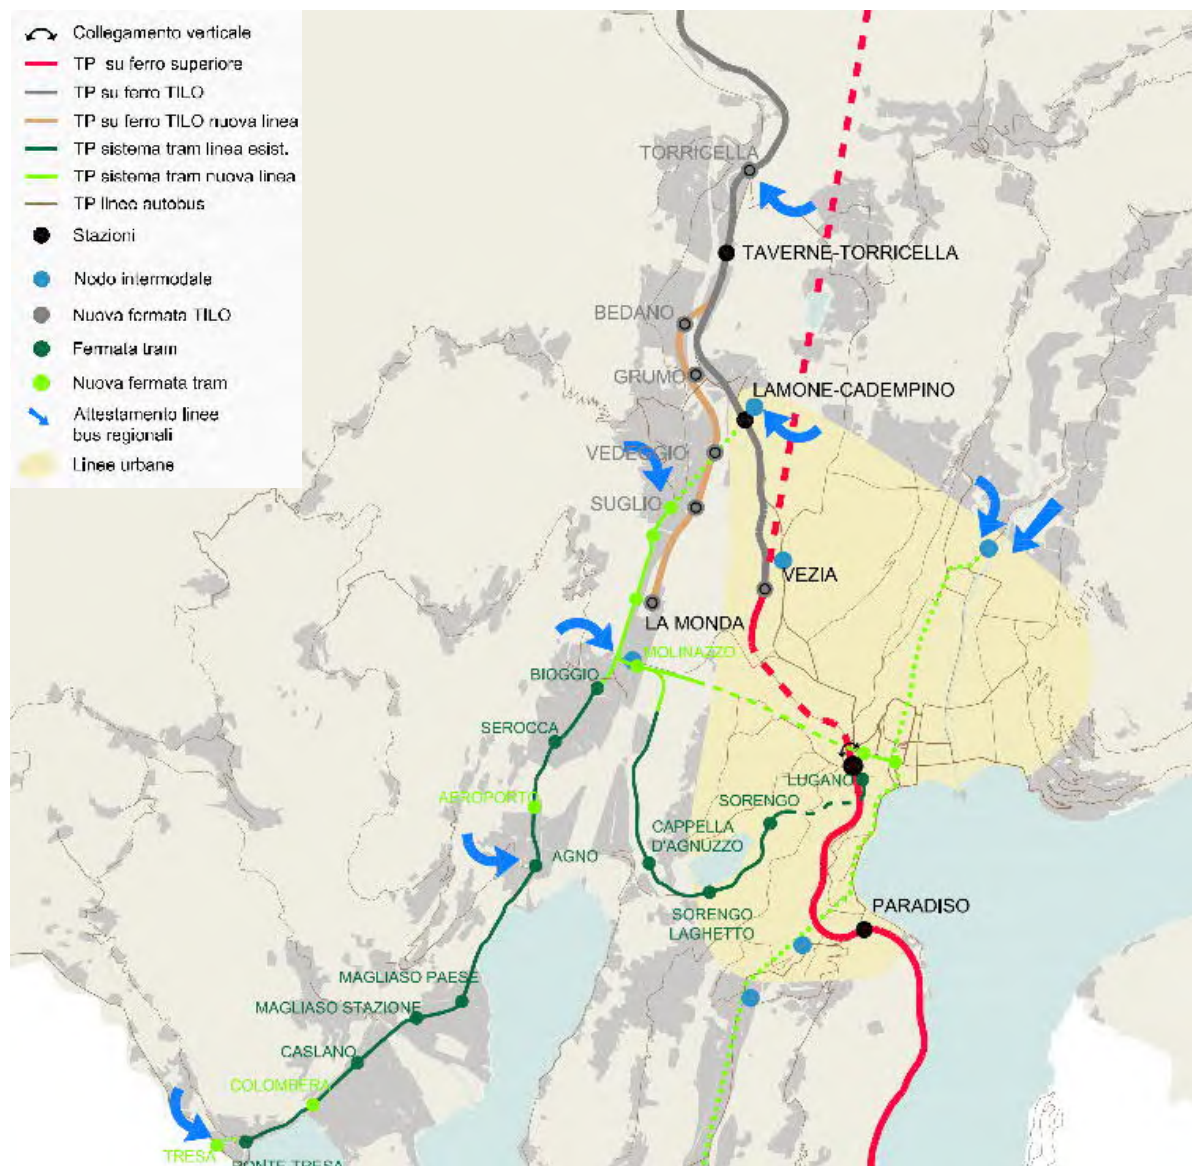 Collegamento verticale
TP su ferro superiore
TP su ferro TILO
TP su ferro TILO nuova linea
TP sistema tram linea esist.
TP sistema tram nuova linea
TP linee autobus
Stazioni
Nodo intermodale
Nuova fermata TILO
Fermata tram
Nuova fermata tram
Attestamento linee
bus regionali
Linee urbane
TORRICELLA
TAVERNE-TORRICELLA
BEDANO
GRUMO
LAMONE-CADEMPINO
VEDEGGIO
SUGLIO
VEZIA
LA MONDA
MOLINAZZO
BIOGGIO
SEROCCA
LUGANO
AEROPORTO
SORENGO
CAPPELLA
D'AGNUZZO
AGNO
PARADISO
SORENGO
LAGHETTO
MAGLIASO PAESE
MAGLIASO STAZIONE
CASLANO
COLOMBERA
TRESA
PONTE TRESA